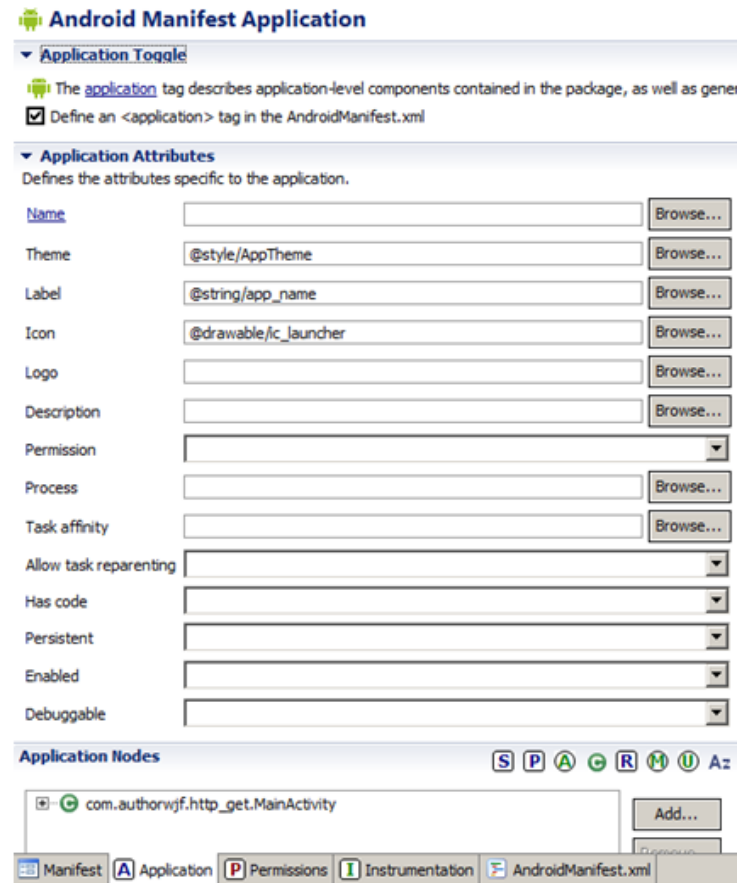 Android Manifest Application
Application Toggle
The application tag describes application-level components contained in the package, as well as gener
Define an <application> tag in the AndroidManifest.xml
Application Attributes
Defines the attributes specific to the application.
Name Browse...
Theme @style/AppTheme Browse...
Label @string/app_name Browse...
Icon @drawable/ic_launcher Browse...
Logo Browse...
Description Browse...
Permission
Process Browse...
Task affinity Browse...
Allow task reparenting
Has code
Persistent
Enabled
Debuggable
Application Nodes S P A C R M U Az
C com.authorwjf.http_get.MainActivity
Add...
Remove...
Manifest A Application P Permissions I Instrumentation AndroidManifest.xml